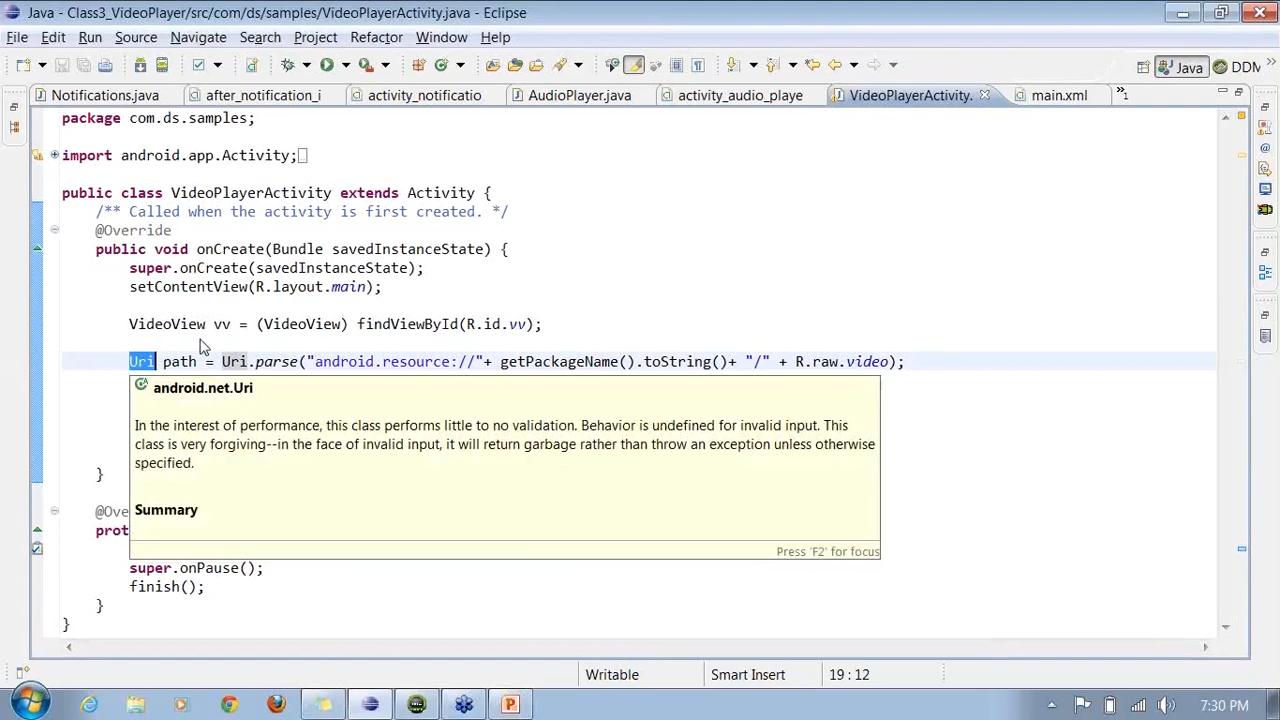 Java - Class3_VideoPlayer/src/com/ds/samples/VideoPlayerActivity.java - Eclipse
File Edit Run Source Navigate Search Project Refactor Window Help
Java DDM
Notifications.java after_notification_i activity_notificatio AudioPlayer.java activity_audio_playe VideoPlayerActivity. main.xml 1
package com.ds.samples;
import android.app.Activity;
public class VideoPlayerActivity extends Activity {
/** Called when the activity is first created. */
@Override
public void onCreate(Bundle savedInstanceState) {
super.onCreate(savedInstanceState);
setContentView(R.layout.main);
VideoView vv = (VideoView) findViewById(R.id.vv);
Uri path = Uri.parse("android.resource://"+ getPackageName().toString()+ "/" + R.raw.video);
android.net.Uri
In the interest of performance, this class performs little to no validation. Behavior is undefined for invalid input. This
class is very forgiving--in the face of invalid input, it will return garbage rather than throw an exception unless otherwise
specified.
}
Summary
@Ove
prot
Press 'F2' for focus
super.onPause();
finish();
}
}
Writable Smart Insert 19 : 12
7:30 PM